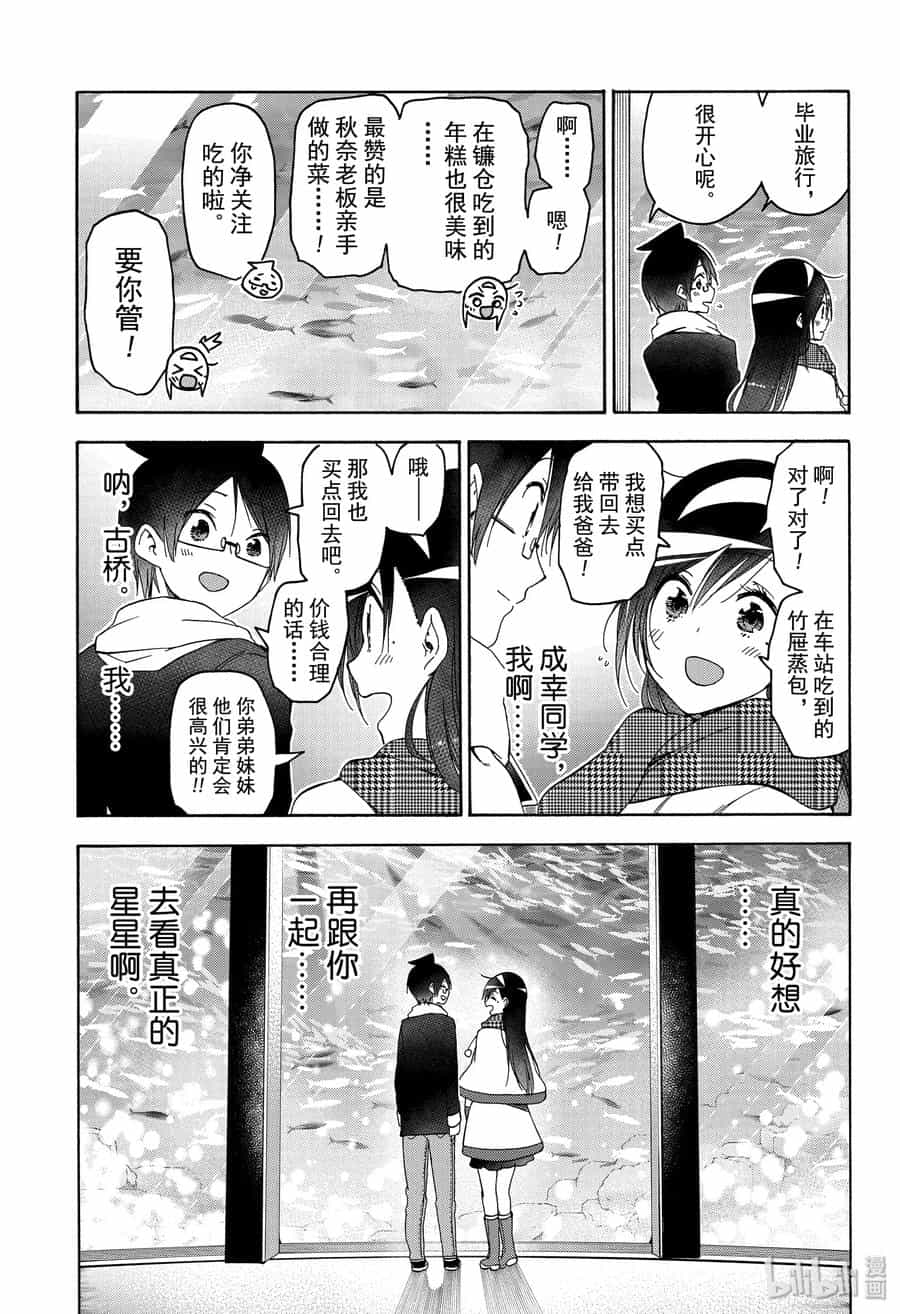 毕业旅行，
很开心呢。
啊……
嗯！
在镰仓吃到的
年糕也很美味
……
最赞的是
秋奈老板亲手
做的菜……！
你净关注
吃的啦。
要你管！
啊！
对了对了！
在车站吃到的
竹屉蒸包，
我想买点
带回去
给我爸爸！
成幸同学，
我啊……
哦——
那我也
买点回去吧。
价钱合理
的话……
你弟弟妹妹
他们肯定会
很高兴的!!
呐，古桥。
我……
真的好想
……
再跟你
一起……
去看真正的
星星啊。
bilibili
漫画